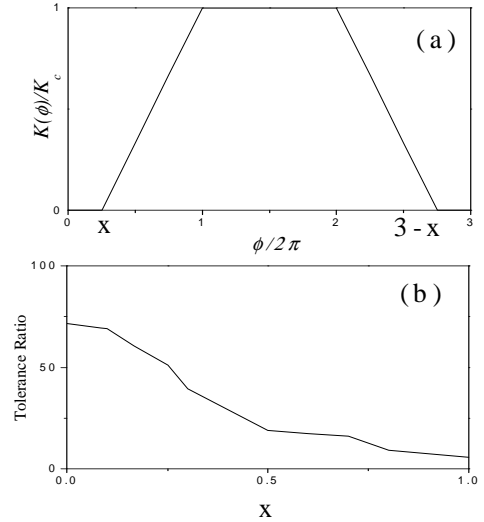 1
(a)
K(ϕ)/K_c
0
0 1 2 3
x 3-x
ϕ/2π
100
(b)
Tolerance Ratio
50
0
0.0 0.5 1.0
x